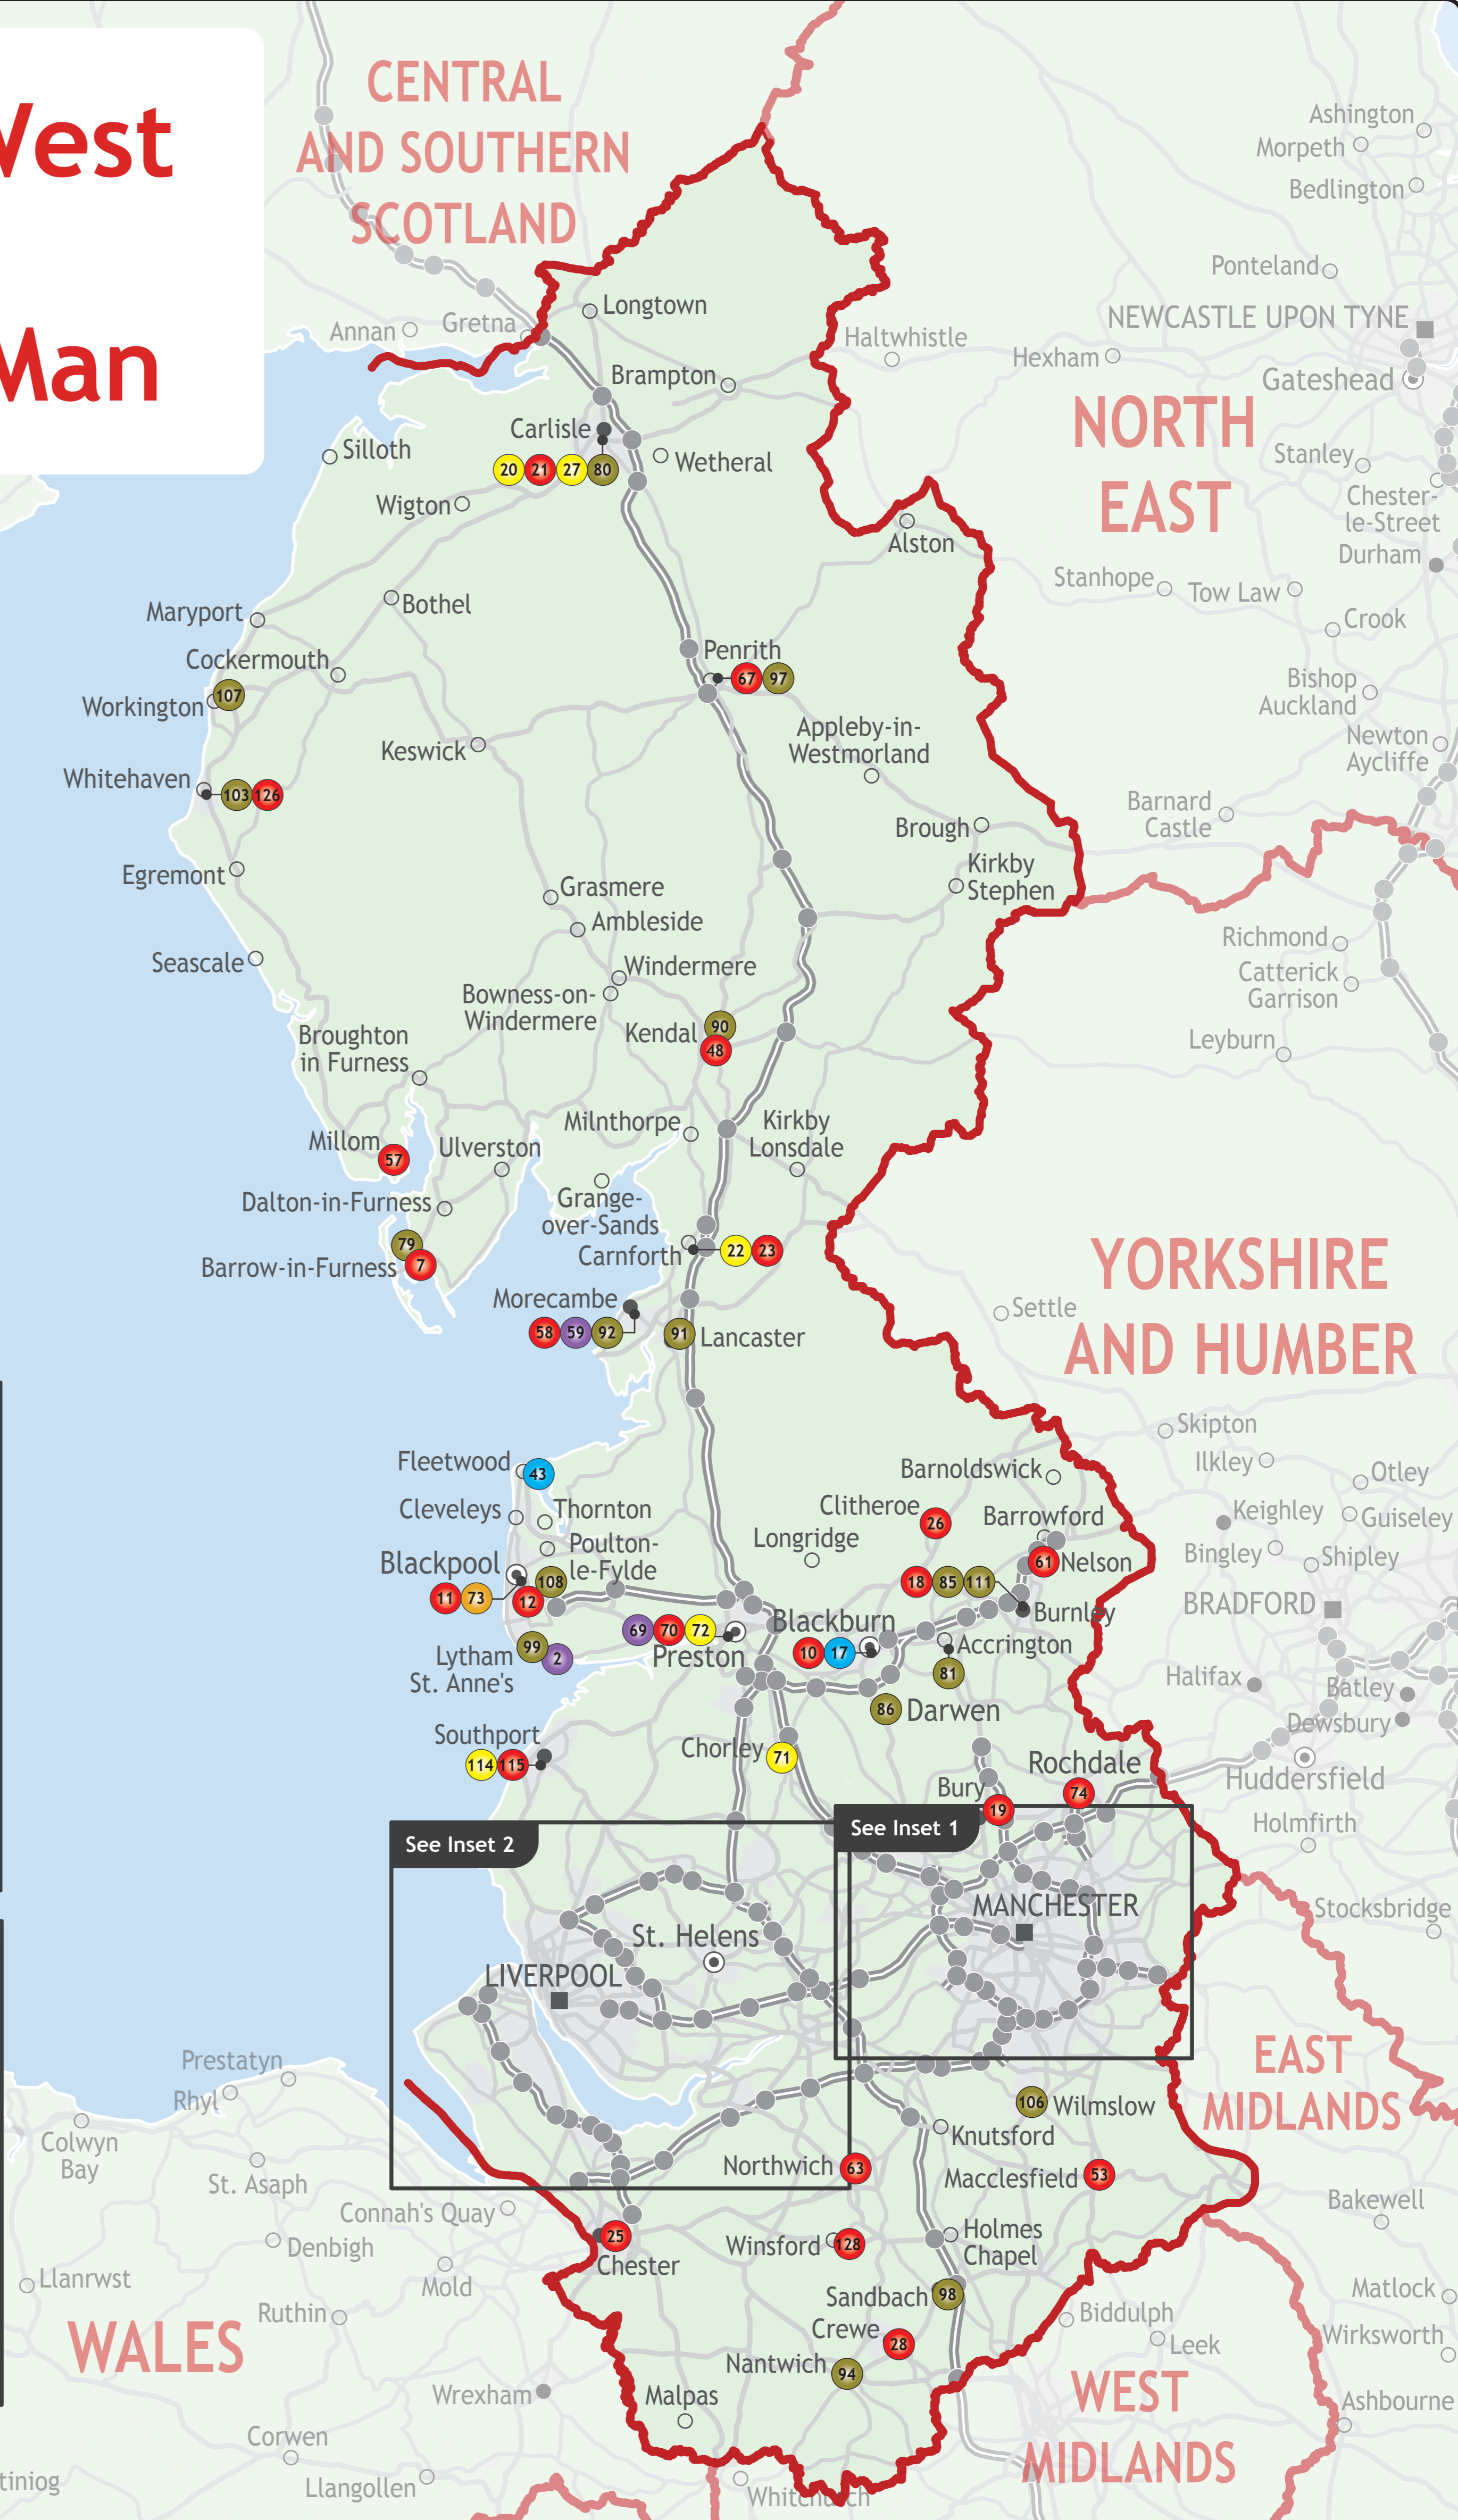 West
Man
CENTRAL
AND SOUTHERN
SCOTLAND
Ashington
Morpeth
Bedlington
Ponteland
NEWCASTLE UPON TYNE
Gateshead
Longtown
Annan
Gretna
Haltwhistle
Hexham
Brampton
NORTH
EAST
Carlisle
20 21 27 80
Silloth
Wetheral
Wigton
Stanley
Chester-
le-Street
Durham
Alston
Stanhope
Tow Law
Crook
Bothel
Maryport
Cockermouth
Penrith
67 97
107
Workington
Bishop
Auckland
Newton
Aycliffe
Appleby-in-
Westmorland
Keswick
Whitehaven
103 126
Barnard
Castle
Brough
Kirkby
Stephen
Egremont
Grasmere
Ambleside
Richmond
Catterick
Garrison
Seascale
Windermere
Bowness-on-
Windermere
Kendal
90
48
Leyburn
Broughton
in Furness
Milnthorpe
Kirkby
Lonsdale
Millom
57
Ulverston
Dalton-in-Furness
Grange-
over-Sands
79
Barrow-in-Furness
7
Carnforth
22 23
YORKSHIRE
AND HUMBER
Morecambe
58 59 92
91
Lancaster
Settle
Skipton
Ilkley
Otley
Fleetwood
43
Barnoldswick
Cleveleys
Thornton
Clitheroe
26
Barrowford
Keighley
Guiseley
Poulton-
le-Fylde
Longridge
Blackpool
11 73
108
12
61
Nelson
Bingley
Shipley
18 85 111
Burnley
BRADFORD
69 70 72
Preston
Blackburn
10 17
Accrington
81
Lytham
St. Anne's
99
2
Halifax
Batley
Dewsbury
86
Darwen
Southport
114 115
Chorley
71
Huddersfield
Rochdale
74
Bury
19
Holmfirth
See Inset 2
See Inset 1
MANCHESTER
Stocksbridge
St. Helens
LIVERPOOL
EAST
MIDLANDS
Prestatyn
Rhyl
Colwyn
Bay
St. Asaph
106
Wilmslow
Knutsford
Northwich
63
Macclesfield
53
Connah's Quay
Bakewell
Denbigh
25
Chester
Winsford
128
Holmes
Chapel
Llanrwst
Mold
Matlock
Ruthin
Sandbach
98
Biddulph
Leek
Wirksworth
Crewe
28
WALES
Nantwich
94
Wrexham
Malpas
WEST
MIDLANDS
Ashbourne
Corwen
Llangollen
tiniog
Whitchurch